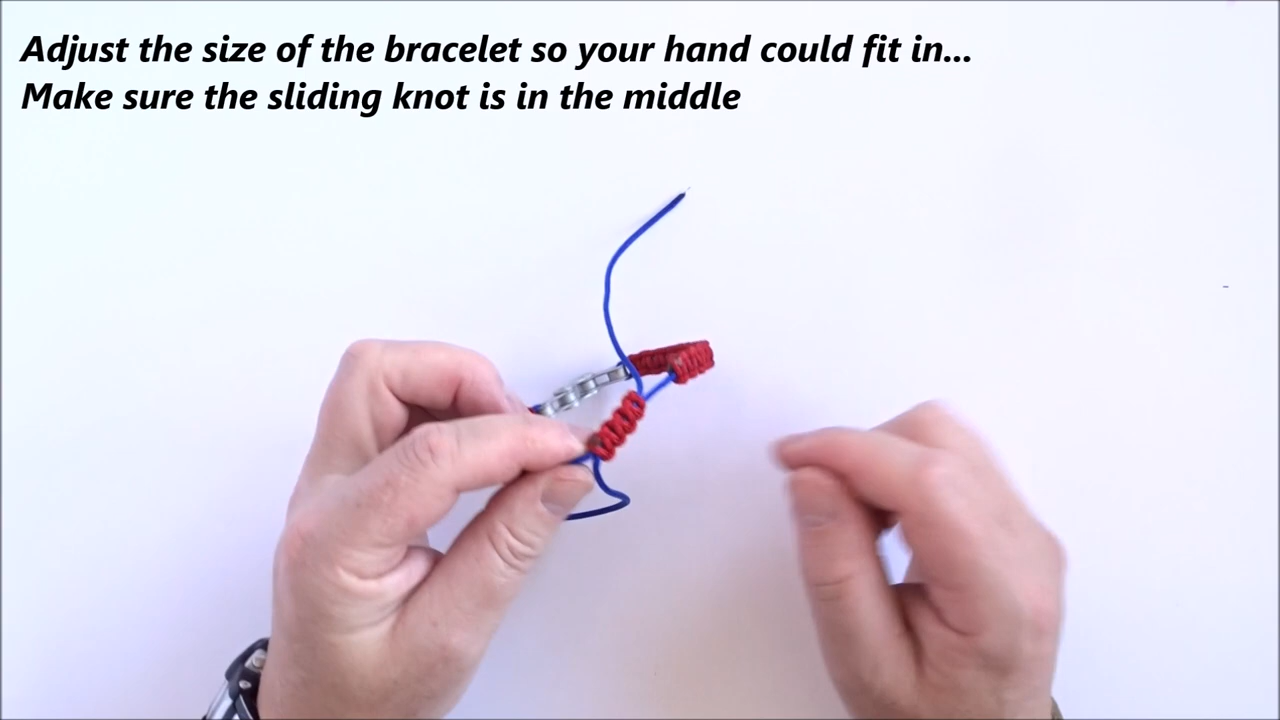 Adjust the size of the bracelet so your hand could fit in...
Make sure the sliding knot is in the middle